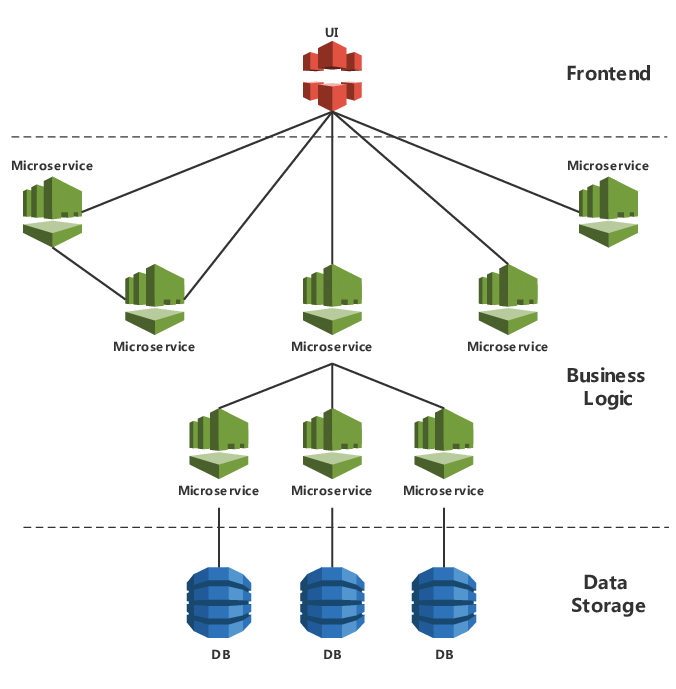 UI
Frontend
Microservice
Microservice
Microservice
Microservice
Microservice
Business
Logic
Microservice
Microservice
Microservice
Data
Storage
DB
DB
DB